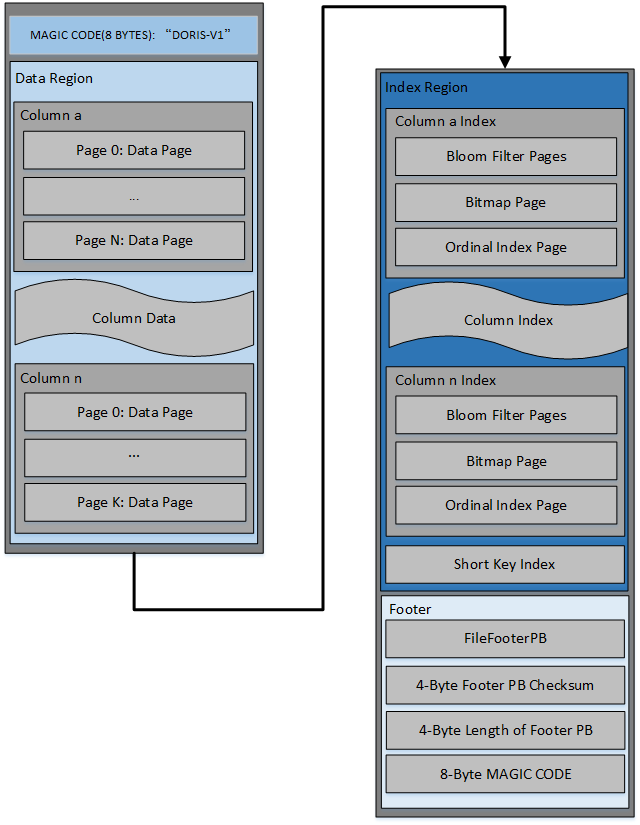 MAGIC CODE(8 BYTES): “DORIS-V1”
Data Region
Column a
Page 0: Data Page
...
Page N: Data Page
Column Data
Column n
Page 0: Data Page
...
Page K: Data Page
Index Region
Column a Index
Bloom Filter Pages
Bitmap Page
Ordinal Index Page
Column Index
Column n Index
Bloom Filter Pages
Bitmap Page
Ordinal Index Page
Short Key Index
Footer
FileFooterPB
4-Byte Footer PB Checksum
4-Byte Length of Footer PB
8-Byte MAGIC CODE